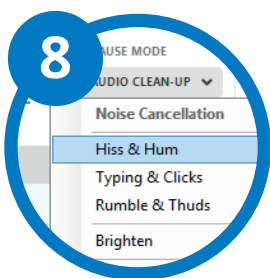 8
AUSE MODE
UDIO CLEAN-UP
Noise Cancellation
Hiss & Hum
Typing & Clicks
Rumble & Thuds
Brighten